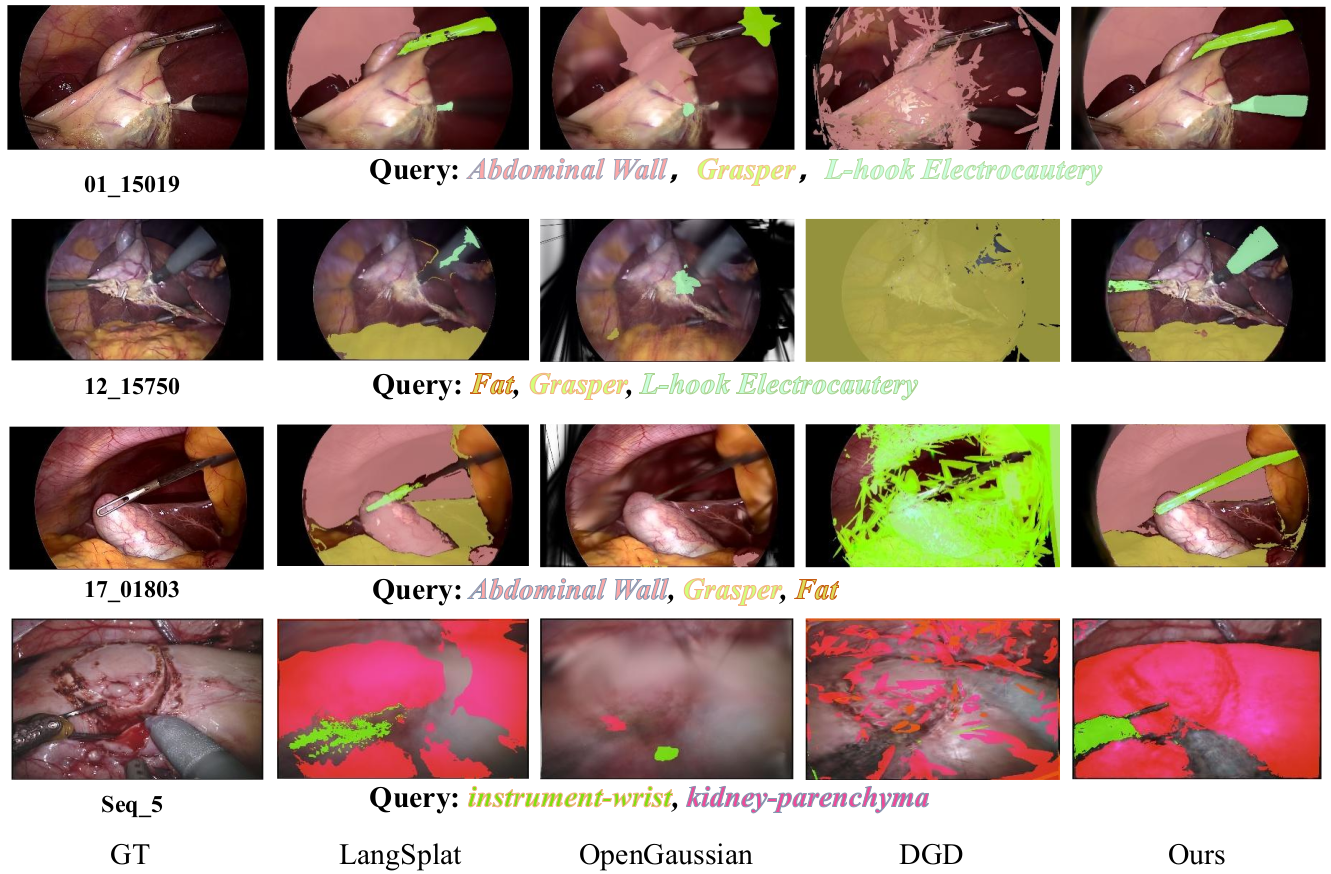 Query: Abdominal Wall, Grasper, L-hook Electrocautery
01_15019
Query: Fat, Grasper, L-hook Electrocautery
12_15750
Query: Abdominal Wall, Grasper, Fat
17_01803
Query: instrument-wrist, kidney-parenchyma
Seq_5
GT LangSplat OpenGaussian DGD Ours